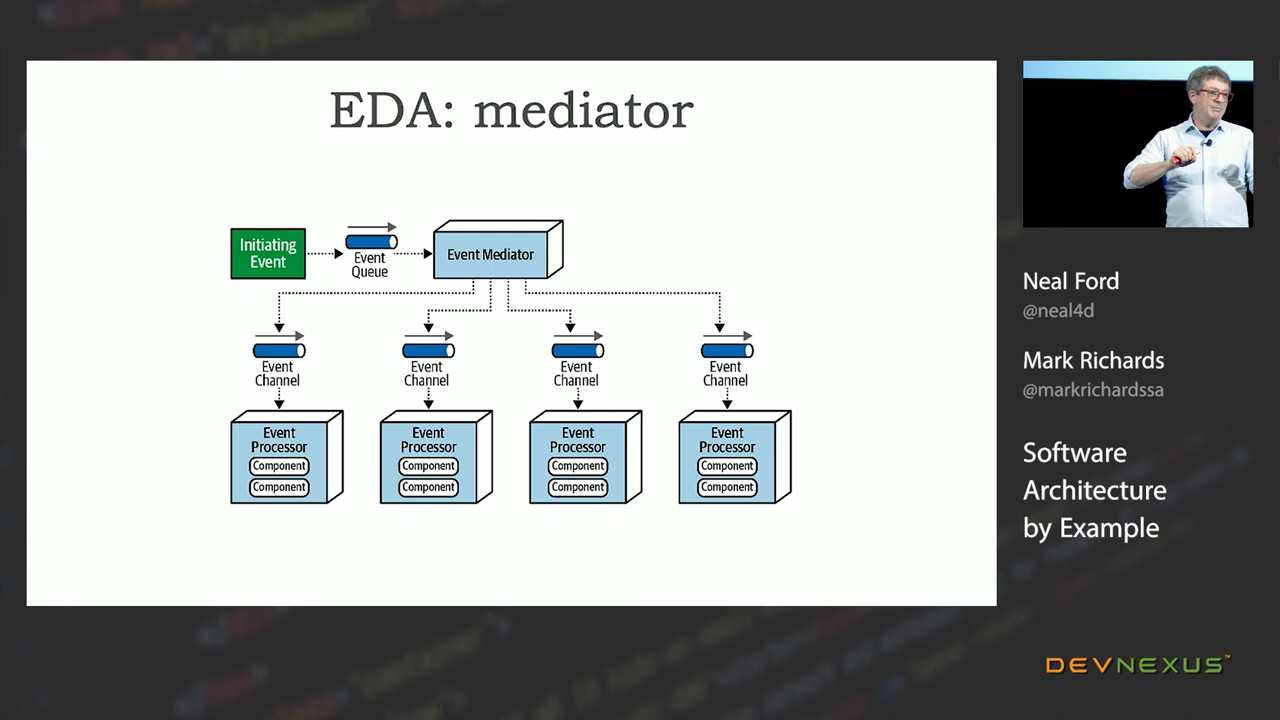 EDA: mediator
Initiating
Event
Event
Queue
Event Mediator
Event
Channel
Event
Channel
Event
Channel
Event
Channel
Event
Processor
Component
Component
Event
Processor
Component
Component
Event
Processor
Component
Component
Event
Processor
Component
Component
Neal Ford
@neal4d
Mark Richards
@markrichardssa
Software
Architecture
by Example
DEVNEXUS™